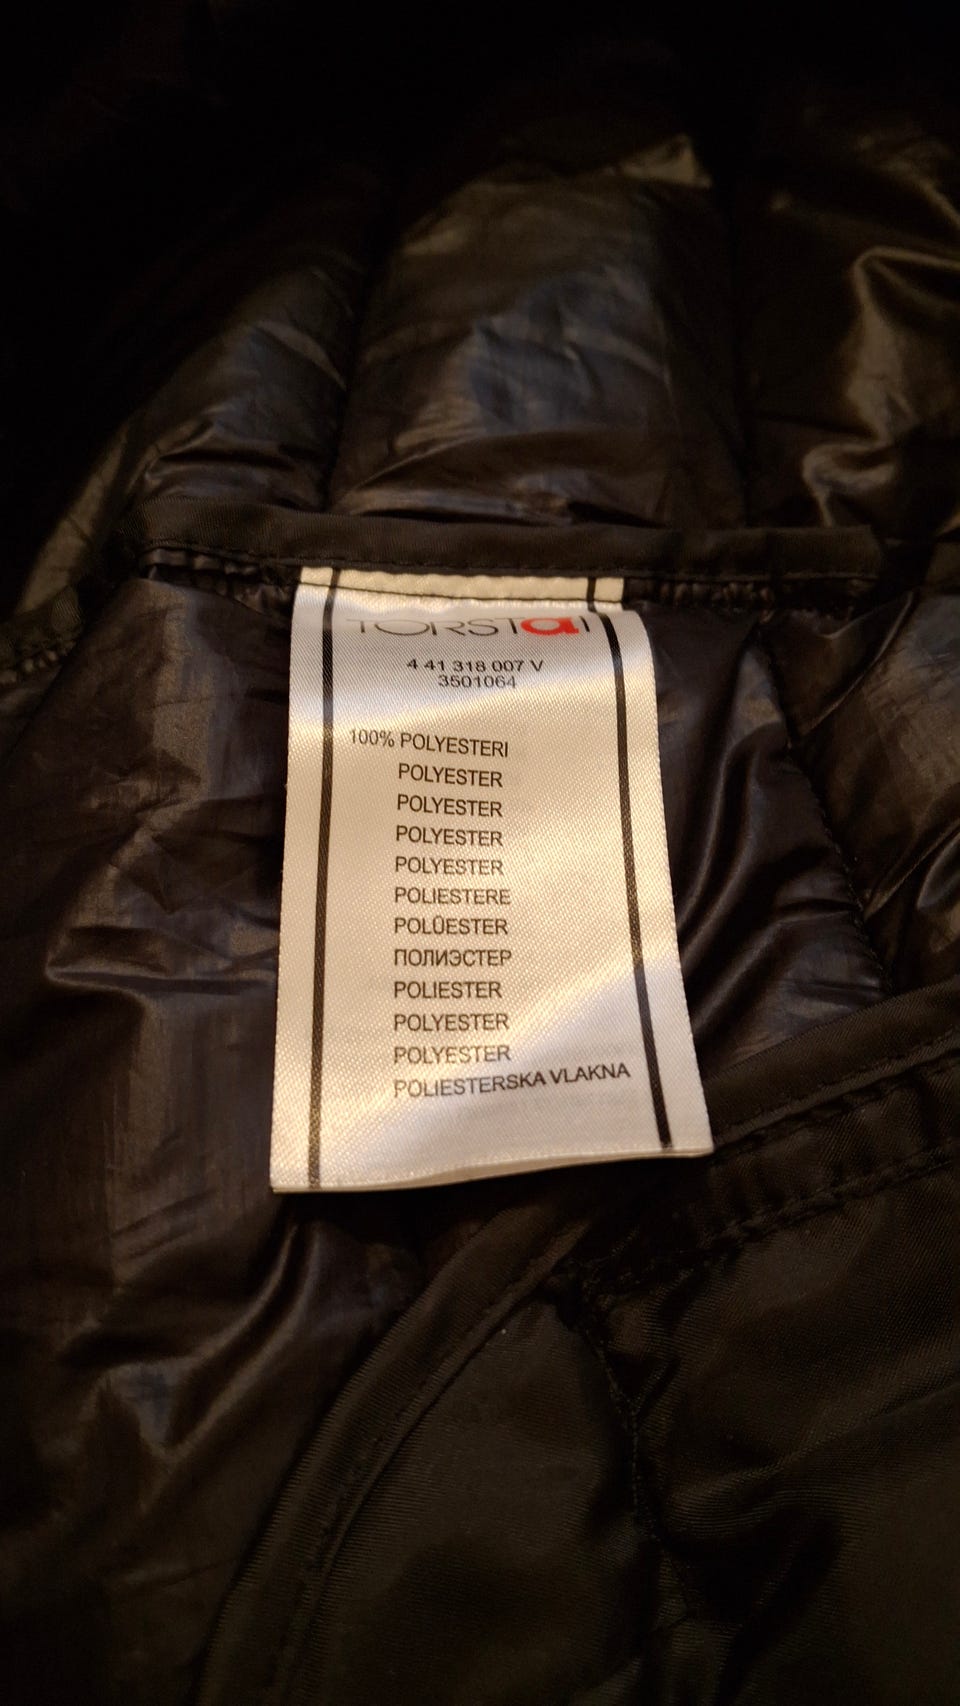 TORSTAI
4 41 318 007 V
3501064
100% POLYESTERI
POLYESTER
POLYESTER
POLYESTER
POLYESTER
POLIESTERE
POLÜESTER
ПОЛИЭСТЕР
POLIESTER
POLYESTER
POLYESTER
POLIESTERSKA VLAKNA